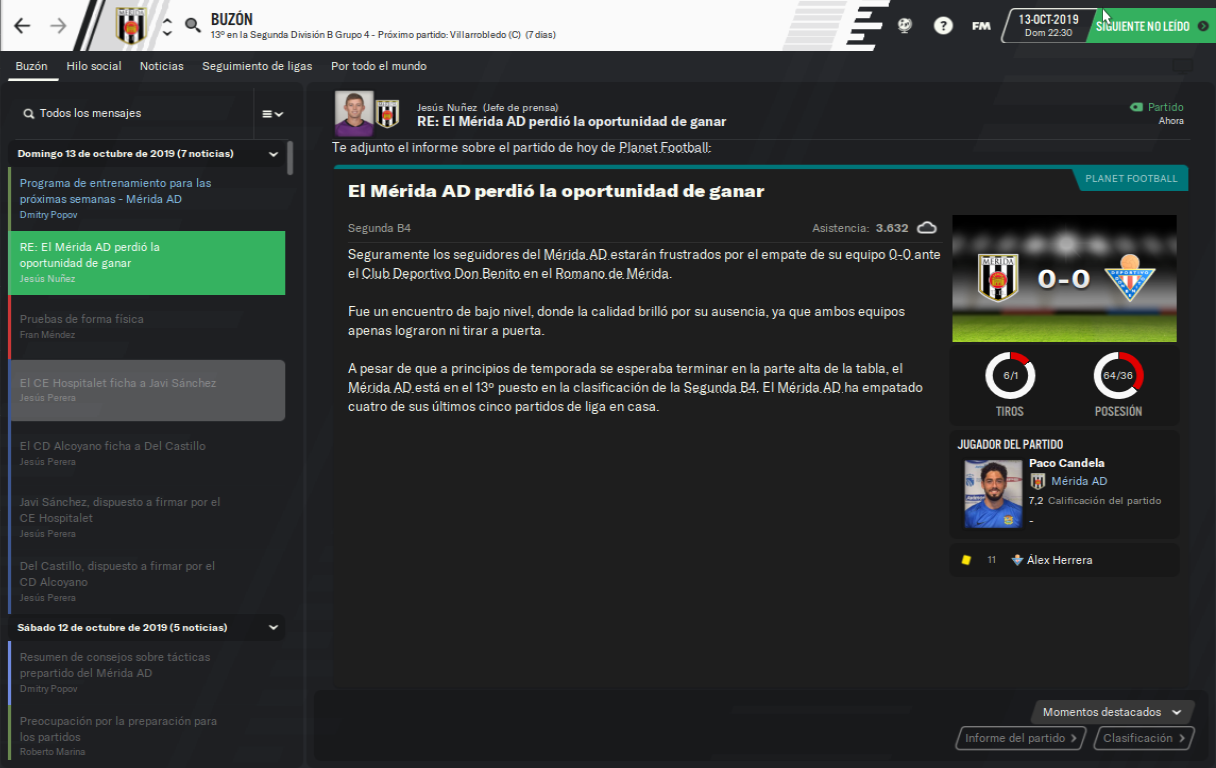 BUZÓN
13º en la Segunda División B Grupo 4 - Próximo partido: Villarrobledo (C) (7 días)
FM
13-OCT-2019
Dom 22:30
SIGUIENTE NO LEÍDO
Buzón Hilo social Noticias Seguimiento de ligas Por todo el mundo
Todos los mensajes
Domingo 13 de octubre de 2019 (7 noticias)
Programa de entrenamiento para las
próximas semanas - Mérida AD
Dmitry Popov
RE: El Mérida AD perdió la
oportunidad de ganar
Jesús Nuñez
Pruebas de forma física
Fran Méndez
El CE Hospitalet ficha a Javi Sánchez
Jesús Perera
El CD Alcoyano ficha a Del Castillo
Jesús Perera
Javi Sánchez, dispuesto a firmar por el
CE Hospitalet
Jesús Perera
Del Castillo, dispuesto a firmar por el
CD Alcoyano
Jesús Perera
Sábado 12 de octubre de 2019 (5 noticias)
Resumen de consejos sobre tácticas
prepartido del Mérida AD
Dmitry Popov
Preocupación por la preparación para
los partidos
Roberto Marina
Jesús Nuñez (Jefe de prensa)
RE: El Mérida AD perdió la oportunidad de ganar
Partido
Ahora
Te adjunto el informe sobre el partido de hoy de Planet Football:
PLANET FOOTBALL
El Mérida AD perdió la oportunidad de ganar
Segunda B4
Asistencia: 3.632
Seguramente los seguidores del Mérida AD estarán frustrados por el empate de su equipo 0-0 ante
el Club Deportivo Don Benito en el Romano de Mérida.
Fue un encuentro de bajo nivel, donde la calidad brilló por su ausencia, ya que ambos equipos
apenas lograron ni tirar a puerta.
A pesar de que a principios de temporada se esperaba terminar en la parte alta de la tabla, el
Mérida AD está en el 13º puesto en la clasificación de la Segunda B4. El Mérida AD ha empatado
cuatro de sus últimos cinco partidos de liga en casa.
MÉRIDA
0-0
DEPORTIVO
6/1
64/36
TIROS
POSESIÓN
JUGADOR DEL PARTIDO
Paco Candela
Mérida AD
7,2 Calificación del partido
-
11 Álex Herrera
Momentos destacados
Informe del partido
Clasificación